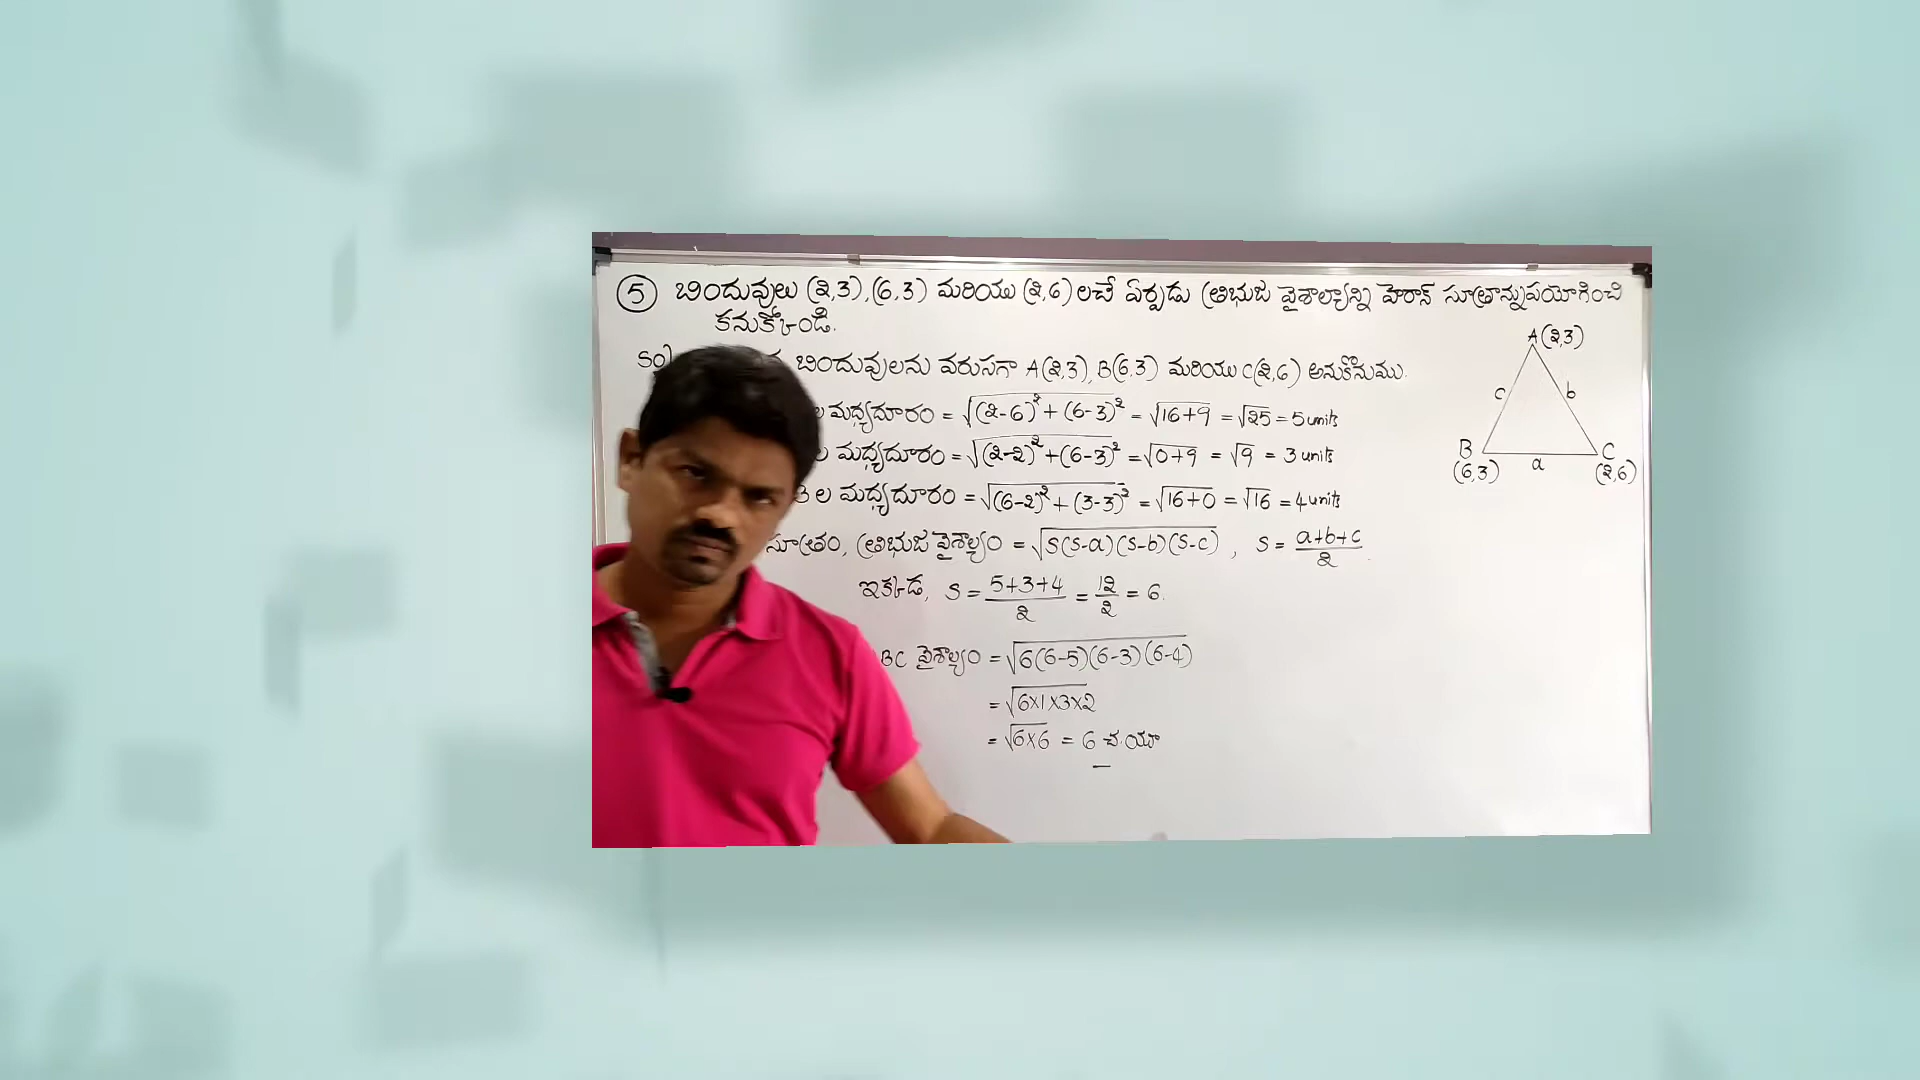 5 బిందువులు (2,3), (6,3) మరియు (2,6) లచే ఏర్పడు త్రిభుజ వైశాల్యాన్ని హెరాన్ సూత్రాన్నుపయోగించి
కనుక్కోండి.
Sol బిందువులను వరుసగా A(2,3), B(6,3) మరియు C(2,6) అనుకొనుము.
ల మధ్యదూరం = √(2-6)² + (6-3)² = √16+9 = √25 = 5 units
ల మధ్యదూరం = √(2-2)² + (6-3)² = √0+9 = √9 = 3 units
B ల మధ్యదూరం = √(6-2)² + (3-3)² = √16+0 = √16 = 4 units
సూత్రం, త్రిభుజ వైశాల్యం = √S(S-a)(S-b)(S-c) , S = a+b+c/2
ఇక్కడ, S = 5+3+4/2 = 12/2 = 6.
BC వైశాల్యం = √6(6-5)(6-3)(6-4)
= √6×1×3×2
= √6×6 = 6 చ.యూ
A(2,3)
c b
B C
(6,3) a (2,6)